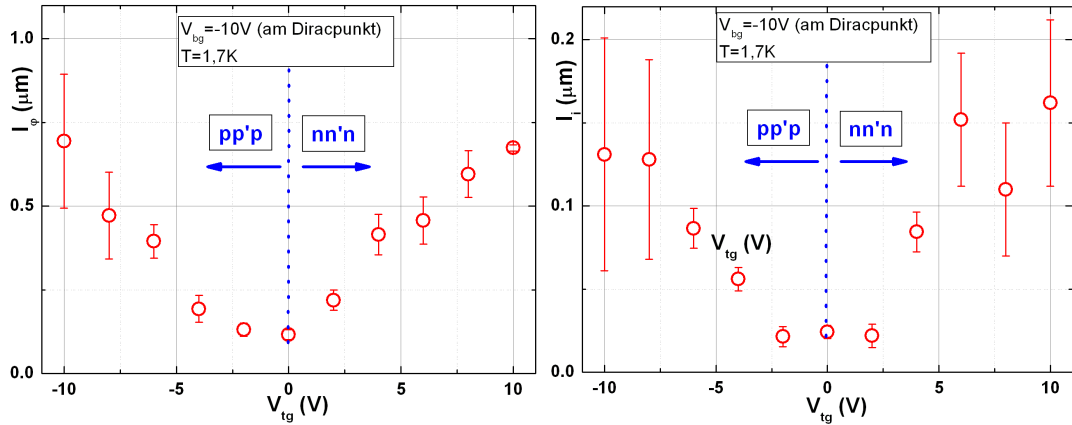 V_bg=-10V (am Diracpunkt)
T=1,7K
pp'p
nn'n
l_φ (μm)
1.0
0.5
0.0
-10
-5
0
5
10
V_tg (V)
V_bg=-10V (am Diracpunkt)
T=1,7K
pp'p
nn'n
V_tg (V)
l_i (μm)
0.2
0.1
0.0
-10
-5
0
5
10
V_tg (V)